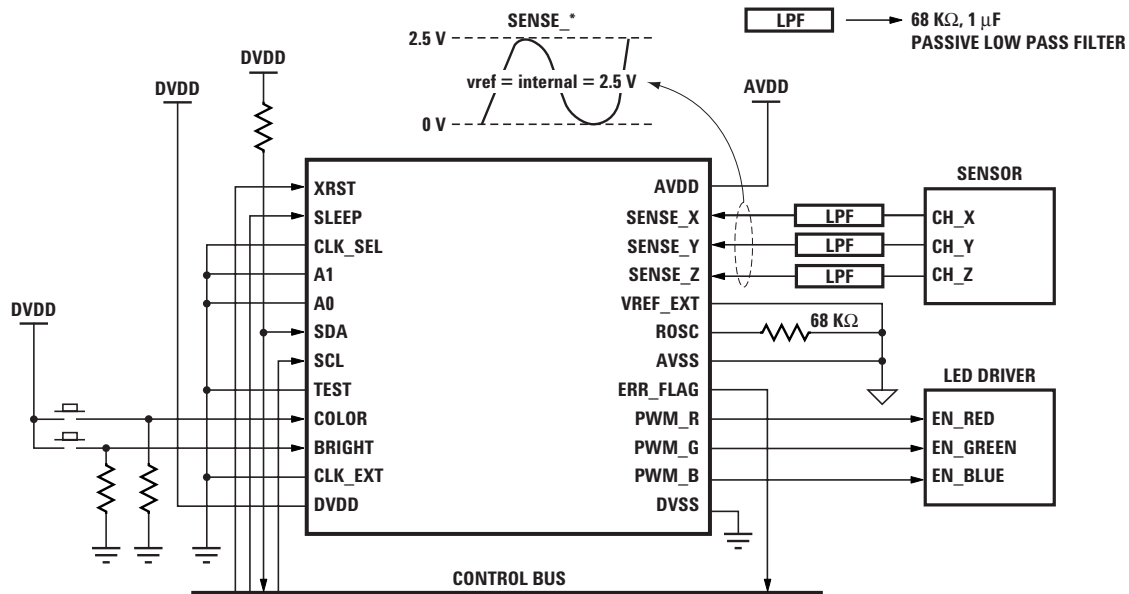 SENSE_*
2.5 V
vref = internal = 2.5 V
0 V
LPF
68 KΩ, 1 µF
PASSIVE LOW PASS FILTER
DVDD
DVDD
AVDD
DVDD
XRST
SLEEP
CLK_SEL
A1
A0
SDA
SCL
TEST
COLOR
BRIGHT
CLK_EXT
DVDD
AVDD
SENSE_X
SENSE_Y
SENSE_Z
VREF_EXT
ROSC
AVSS
ERR_FLAG
PWM_R
PWM_G
PWM_B
DVSS
LPF
LPF
LPF
68 KΩ
SENSOR
CH_X
CH_Y
CH_Z
LED DRIVER
EN_RED
EN_GREEN
EN_BLUE
CONTROL BUS